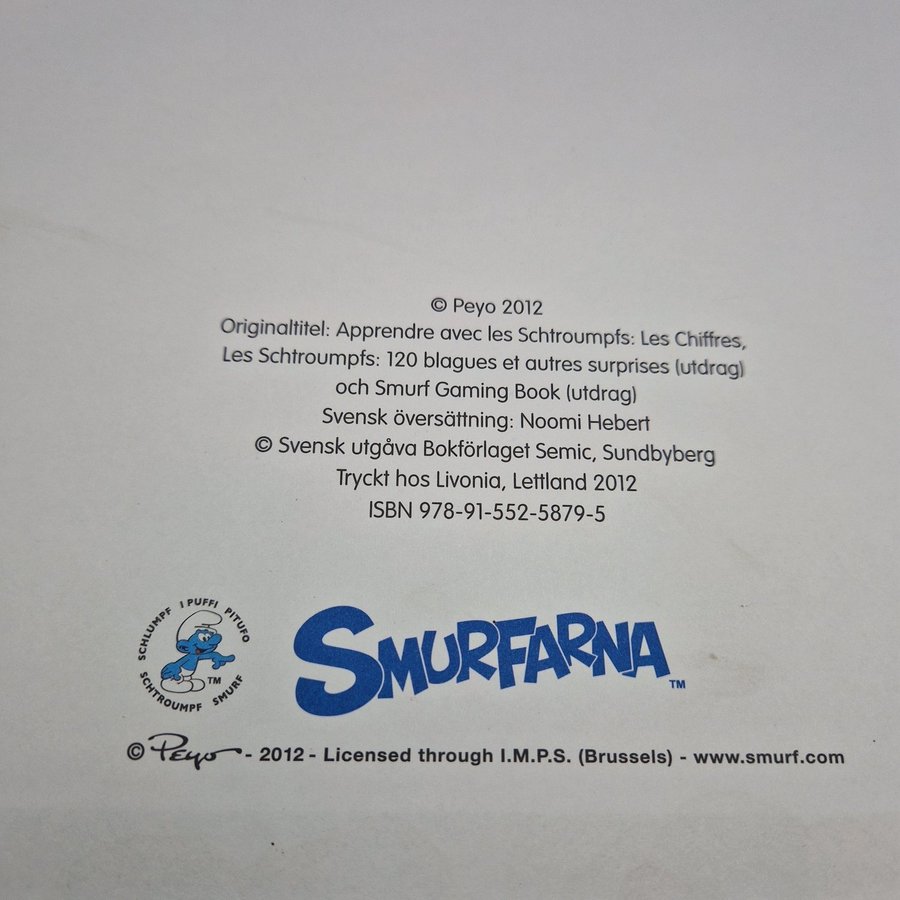 © Peyo 2012
Originaltitel: Apprendre avec les Schtroumpfs: Les Chiffres,
Les Schtroumpfs: 120 blagues et autres surprises (utdrag)
och Smurf Gaming Book (utdrag)
Svensk översättning: Noomi Hebert
© Svensk utgåva Bokförlaget Semic, Sundbyberg
Tryckt hos Livonia, Lettland 2012
ISBN 978-91-552-5879-5
SCHLUMPF I PUFFI PITUFO
SCHTROUMPF SMURF
TM
SMURFARNA TM
© Peyo - 2012 - Licensed through I.M.P.S. (Brussels) - www.smurf.com